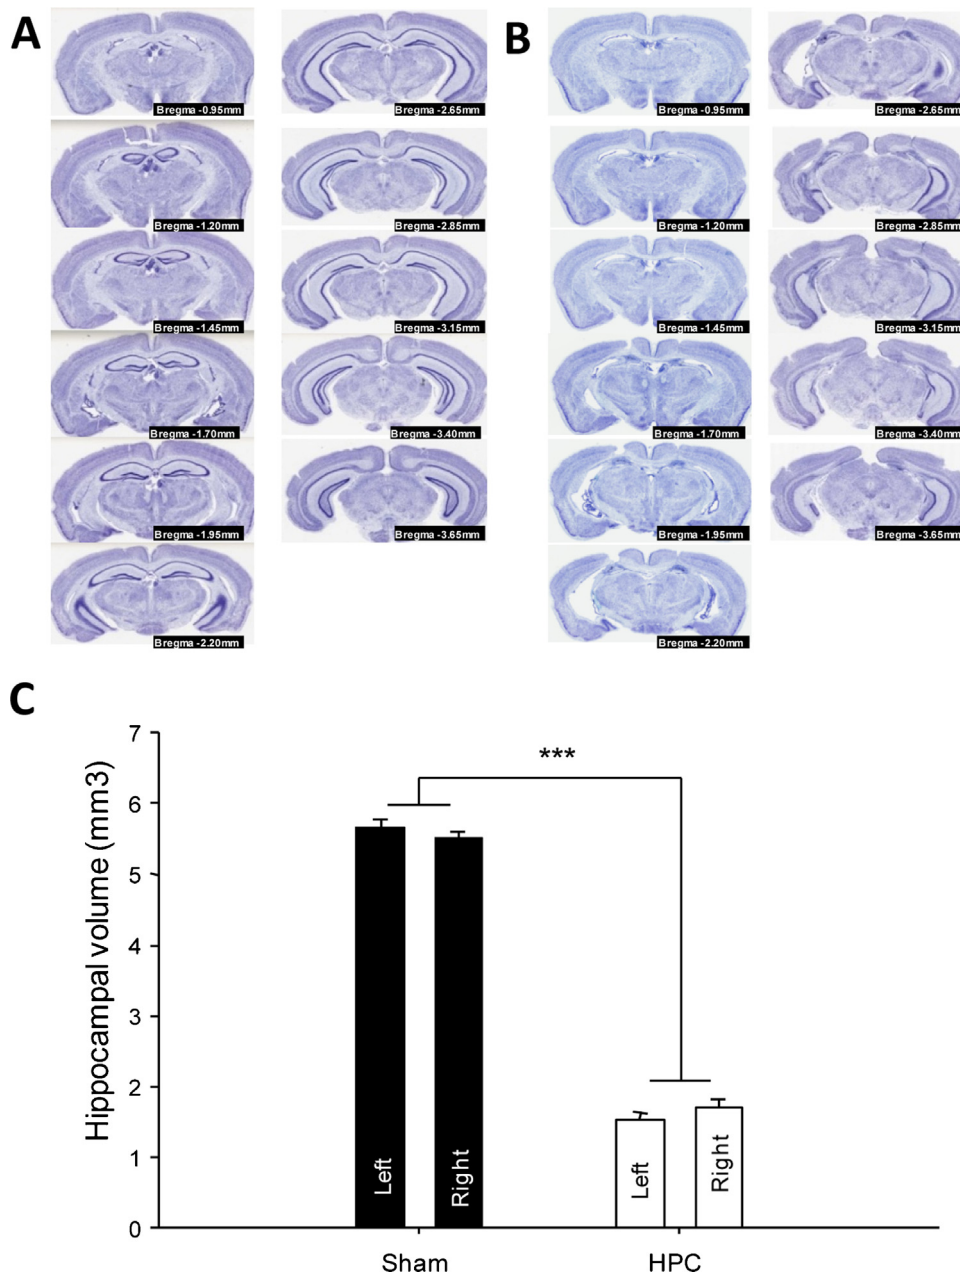 A
Bregma -0.95mm
Bregma -1.20mm
Bregma -1.45mm
Bregma -1.70mm
Bregma -1.95mm
Bregma -2.20mm
Bregma -2.65mm
Bregma -2.85mm
Bregma -3.15mm
Bregma -3.40mm
Bregma -3.65mm
B
Bregma -0.95mm
Bregma -1.20mm
Bregma -1.45mm
Bregma -1.70mm
Bregma -1.95mm
Bregma -2.20mm
Bregma -2.65mm
Bregma -2.85mm
Bregma -3.15mm
Bregma -3.40mm
Bregma -3.65mm
C
Hippocampal volume (mm3)
7
6
5
4
3
2
1
0
***
Left
Right
Left
Right
Sham
HPC